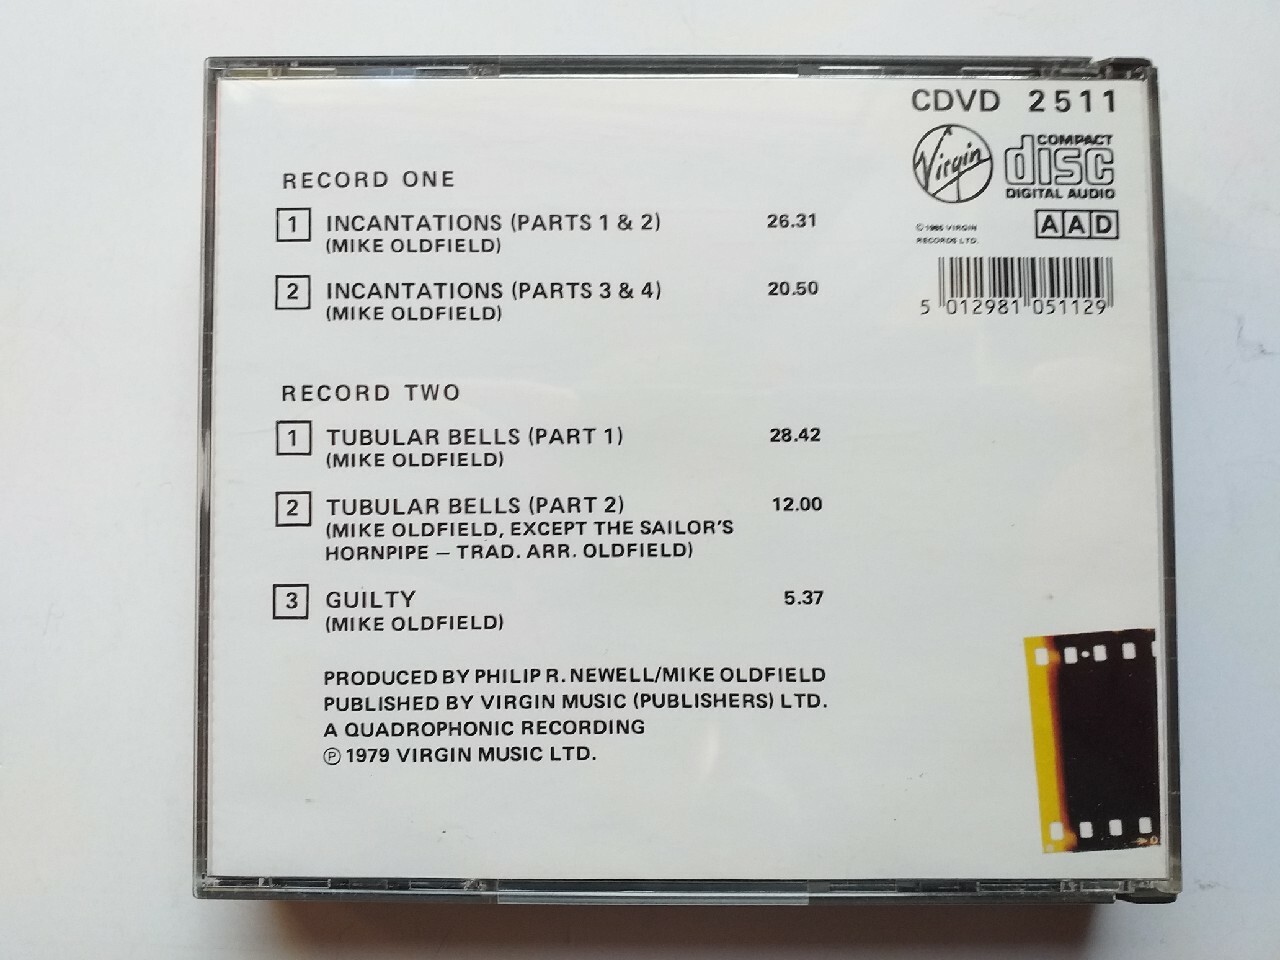 CDVD 2511
Virgin
COMPACT
disc
DIGITAL AUDIO
AAD
© 1985 VIRGIN
RECORDS LTD.
5 012981 051129
RECORD ONE
1 INCANTATIONS (PARTS 1 & 2) 26.31
(MIKE OLDFIELD)
2 INCANTATIONS (PARTS 3 & 4) 20.50
(MIKE OLDFIELD)
RECORD TWO
1 TUBULAR BELLS (PART 1) 28.42
(MIKE OLDFIELD)
2 TUBULAR BELLS (PART 2) 12.00
(MIKE OLDFIELD, EXCEPT THE SAILOR'S
HORNPIPE – TRAD. ARR. OLDFIELD)
3 GUILTY 5.37
(MIKE OLDFIELD)
PRODUCED BY PHILIP R. NEWELL/MIKE OLDFIELD
PUBLISHED BY VIRGIN MUSIC (PUBLISHERS) LTD.
A QUADROPHONIC RECORDING
℗ 1979 VIRGIN MUSIC LTD.